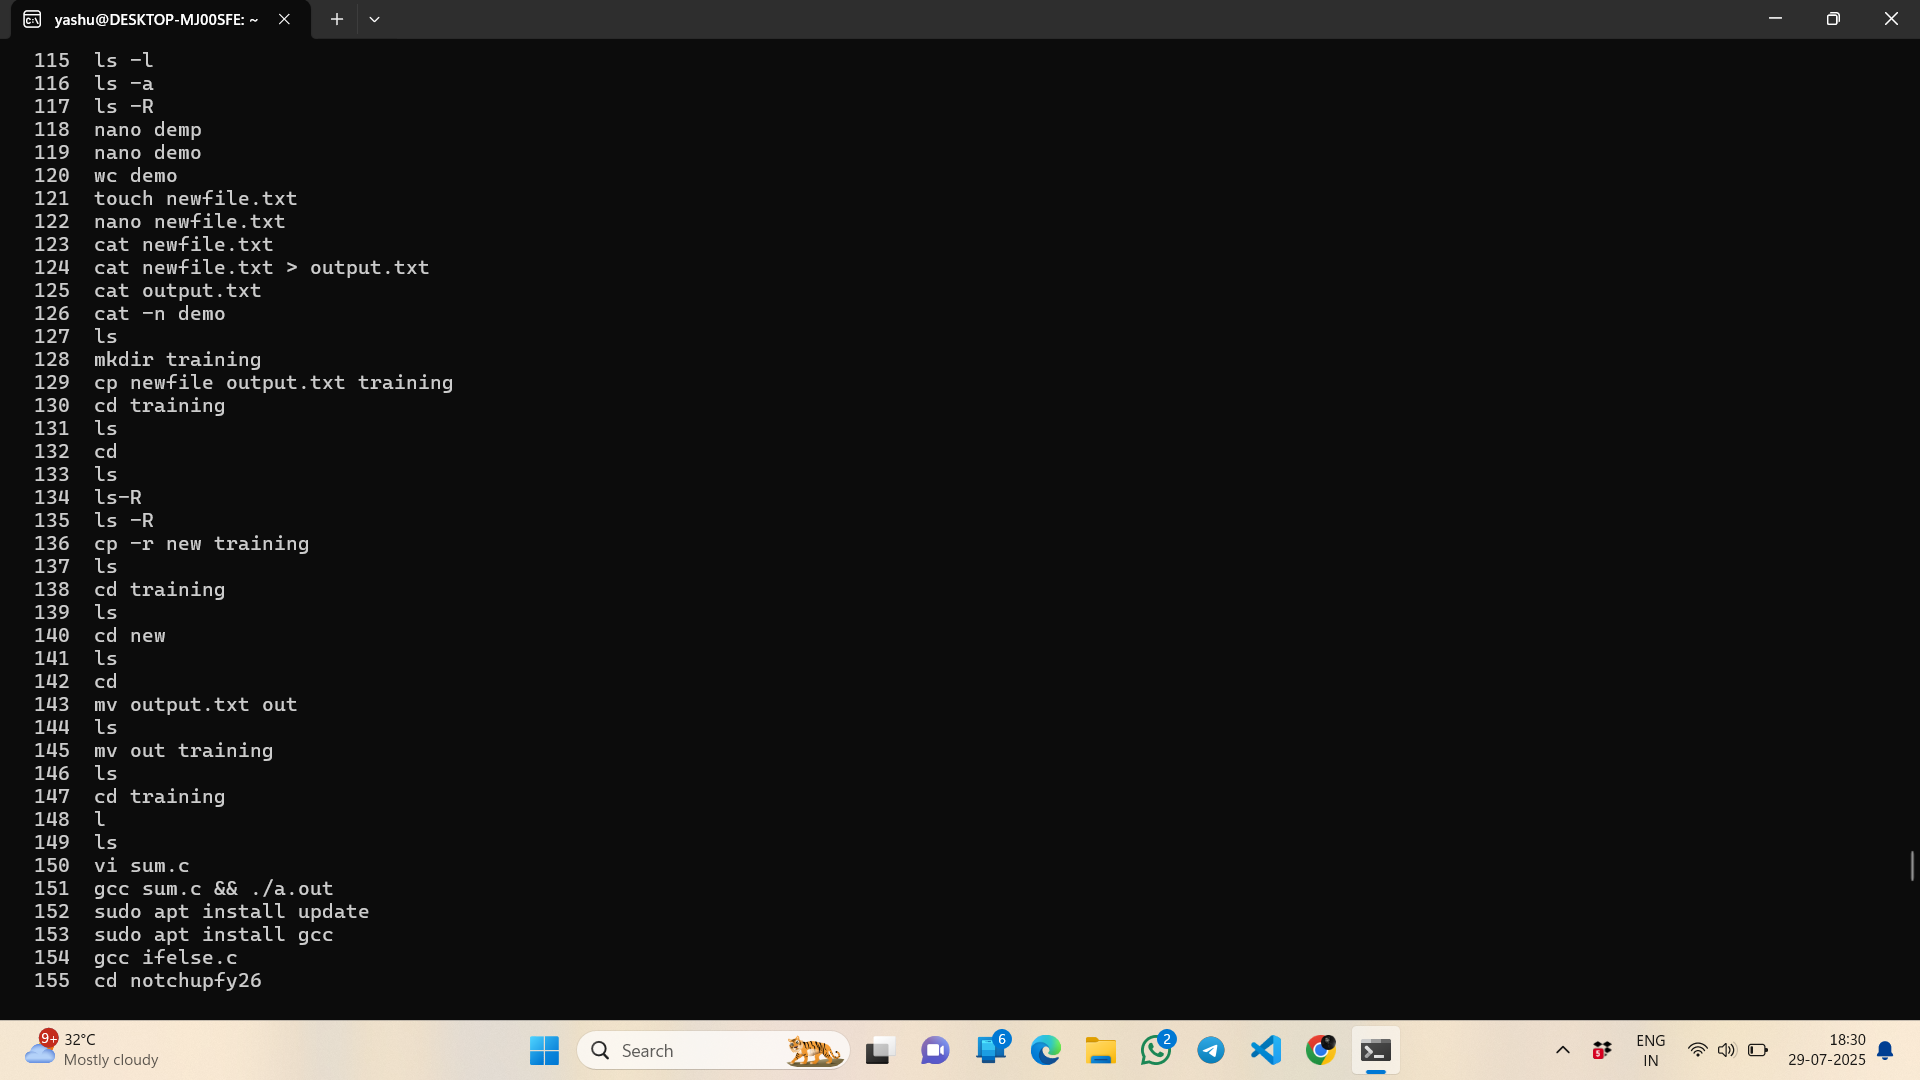 yashu@DESKTOP-MJ00SFE: ~
115 ls -l
116 ls -a
117 ls -R
118 nano demp
119 nano demo
120 wc demo
121 touch newfile.txt
122 nano newfile.txt
123 cat newfile.txt
124 cat newfile.txt > output.txt
125 cat output.txt
126 cat -n demo
127 ls
128 mkdir training
129 cp newfile output.txt training
130 cd training
131 ls
132 cd
133 ls
134 ls-R
135 ls -R
136 cp -r new training
137 ls
138 cd training
139 ls
140 cd new
141 ls
142 cd
143 mv output.txt out
144 ls
145 mv out training
146 ls
147 cd training
148 l
149 ls
150 vi sum.c
151 gcc sum.c && ./a.out
152 sudo apt install update
153 sudo apt install gcc
154 gcc ifelse.c
155 cd notchupfy26
9+
32°C
Mostly cloudy
Search
6
2
5
ENG
IN
18:30
29-07-2025